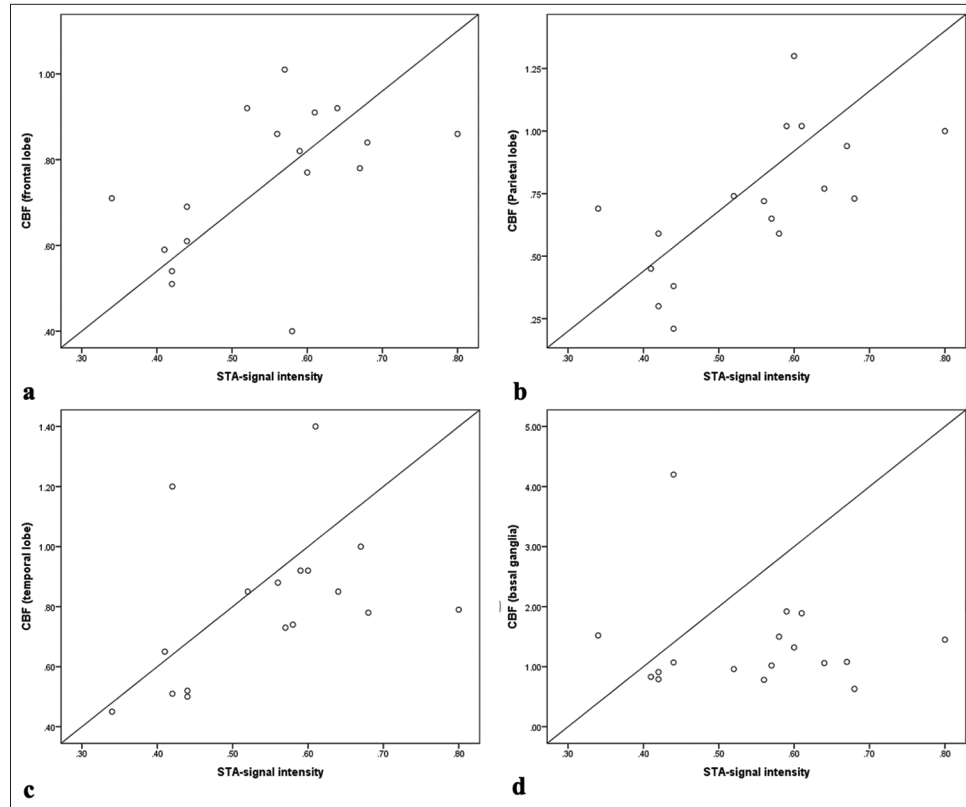 CBF (frontal lobe)
1.00
.80
.60
.40
.30 .40 .50 .60 .70 .80
STA-signal intensity
a
CBF (Parietal lobe)
1.25
1.00
0.75
.50
.25
.30 .40 .50 .60 .70 .80
STA-signal intensity
b
CBF (temporal lobe)
1.40
1.20
1.00
.80
.60
.40
.30 .40 .50 .60 .70 .80
STA-signal intensity
c
CBF (basal ganglia)
5.00
4.00
3.00
2.00
1.00
.00
.30 .40 .50 .60 .70 .80
STA-signal intensity
d